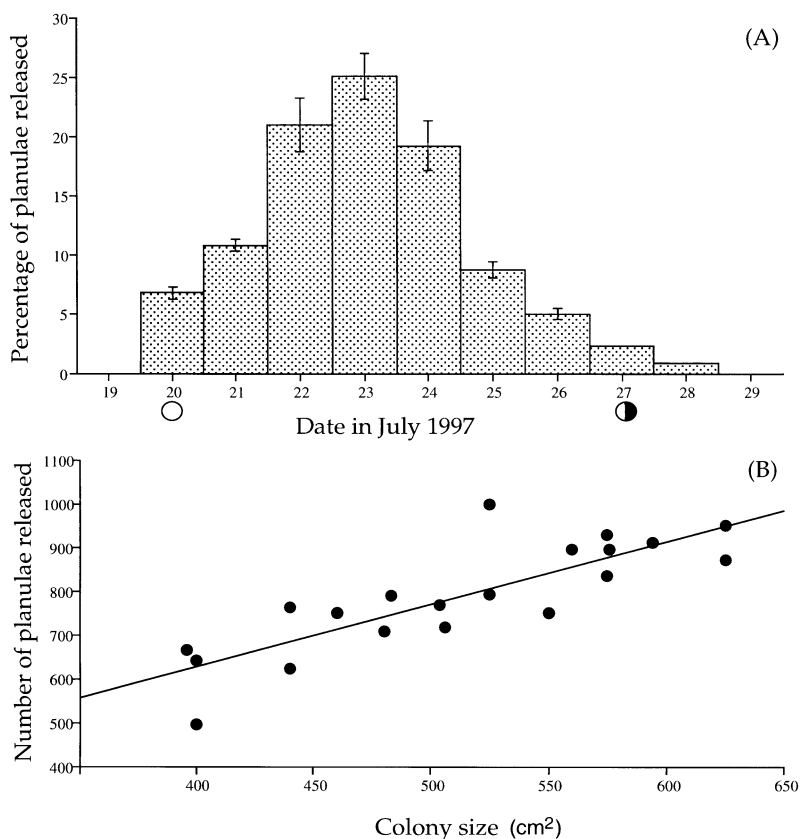 (A)
Percentage of planulae released
30
25
20
15
10
5
0
19 20 21 22 23 24 25 26 27 28 29
Date in July 1997
(B)
Number of planulae released
1100
1000
900
800
700
600
500
400
400 450 500 550 600 650
Colony size (cm²)